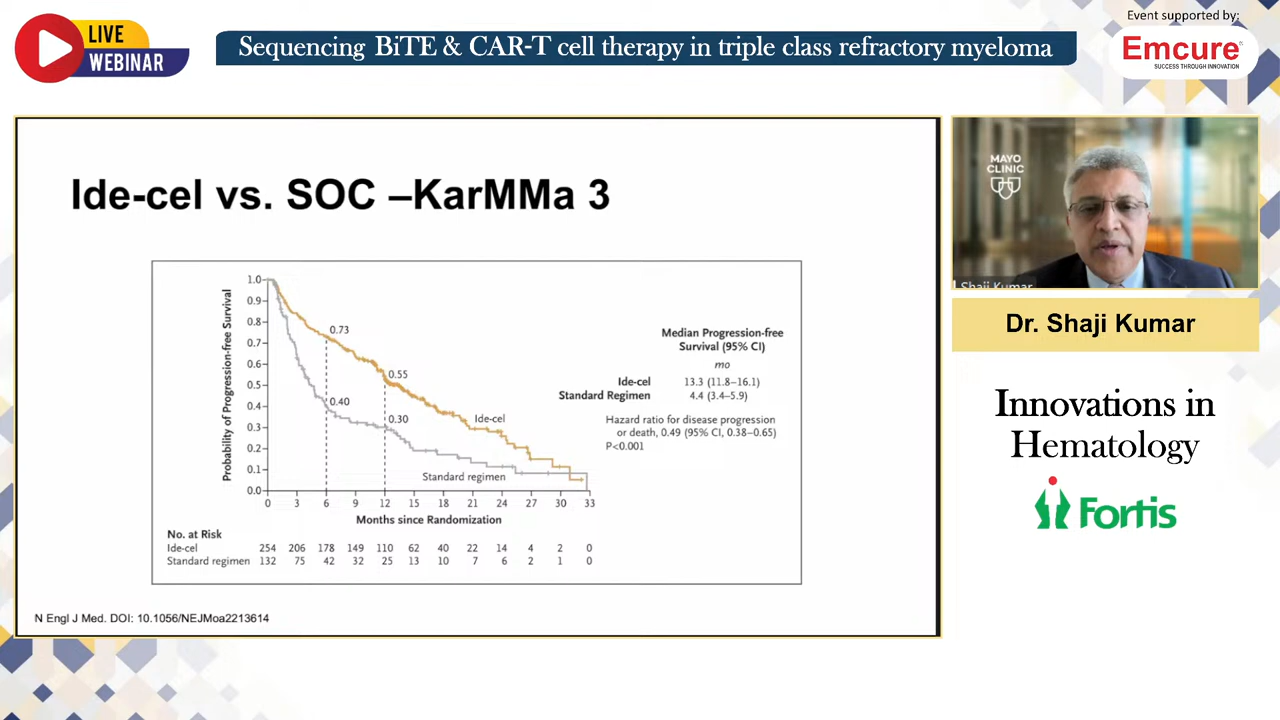 LIVE
WEBINAR
Sequencing BiTE & CAR-T cell therapy in triple class refractory myeloma
Event supported by:
Emcure®
SUCCESS THROUGH INNOVATION
Ide-cel vs. SOC –KarMMa 3
Probability of Progression-free Survival
1.0
0.9
0.8
0.7
0.6
0.5
0.4
0.3
0.2
0.1
0.0
0.73
0.55
0.40
0.30
Ide-cel
Standard regimen
0 3 6 9 12 15 18 21 24 27 30 33
Months since Randomization
Median Progression-free
Survival (95% CI)
mo
Ide-cel 13.3 (11.8–16.1)
Standard Regimen 4.4 (3.4–5.9)
Hazard ratio for disease progression
or death, 0.49 (95% CI, 0.38–0.65)
P<0.001
No. at Risk
Ide-cel 254 206 178 149 110 62 40 22 14 4 2 0
Standard regimen 132 75 42 32 25 13 10 7 6 2 1 0
N Engl J Med. DOI: 10.1056/NEJMoa2213614
MAYO
CLINIC
Shaji Kumar
Dr. Shaji Kumar
Innovations in
Hematology
Fortis